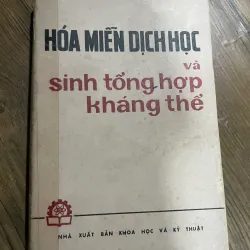 HÓA MIỄN DỊCH HỌC
và
sinh tổng hợp
kháng thể
NHÀ XUẤT BẢN KHOA HỌC VÀ KỸ THUẬT